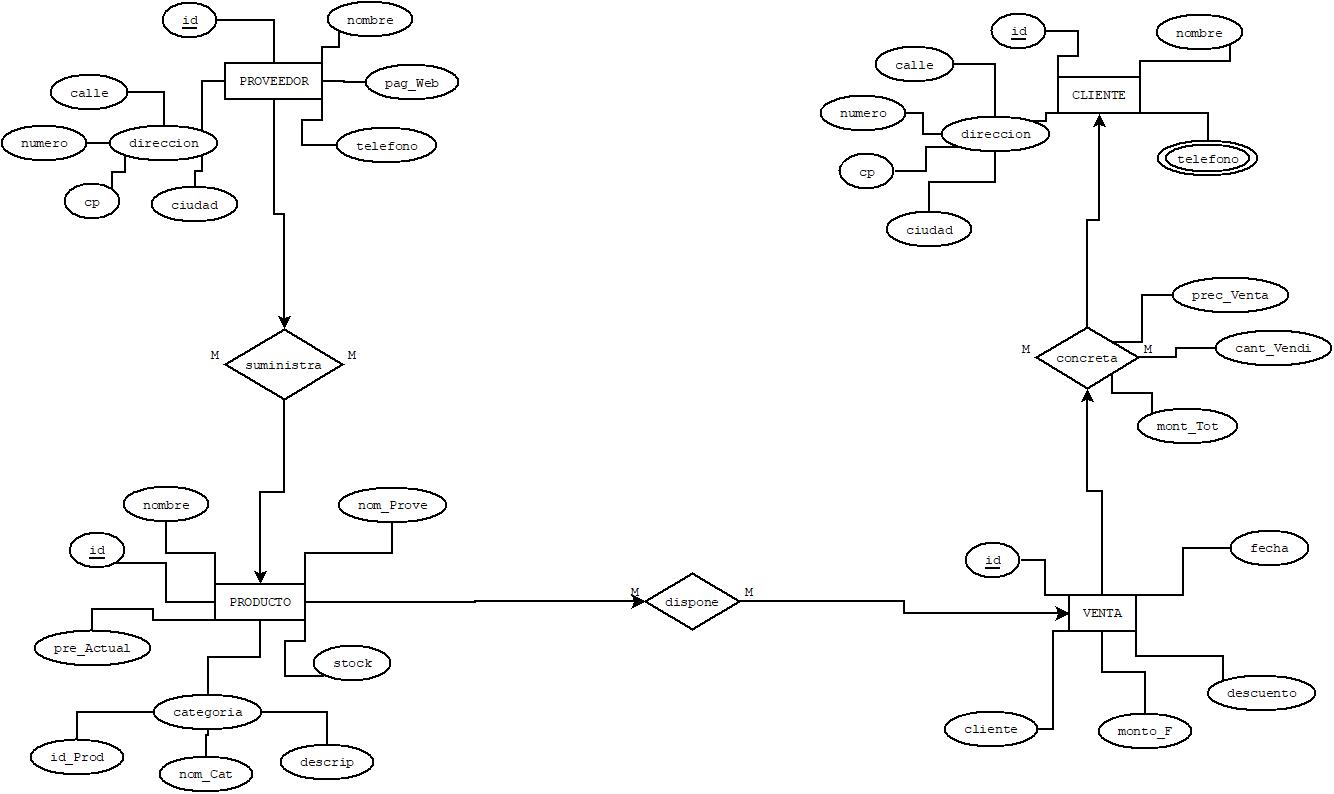 id
nombre
PROVEEDOR
pag_Web
calle
numero
direccion
telefono
cp
ciudad
id
nombre
calle
CLIENTE
numero
direccion
telefono
cp
ciudad
M
suministra
M
prec_Venta
M
concreta
M
cant_Vendi
mont_Tot
nombre
nom_Prove
id
PRODUCTO
pre_Actual
stock
categoria
id_Prod
nom_Cat
descrip
M
dispone
M
id
fecha
VENTA
descuento
cliente
monto_F